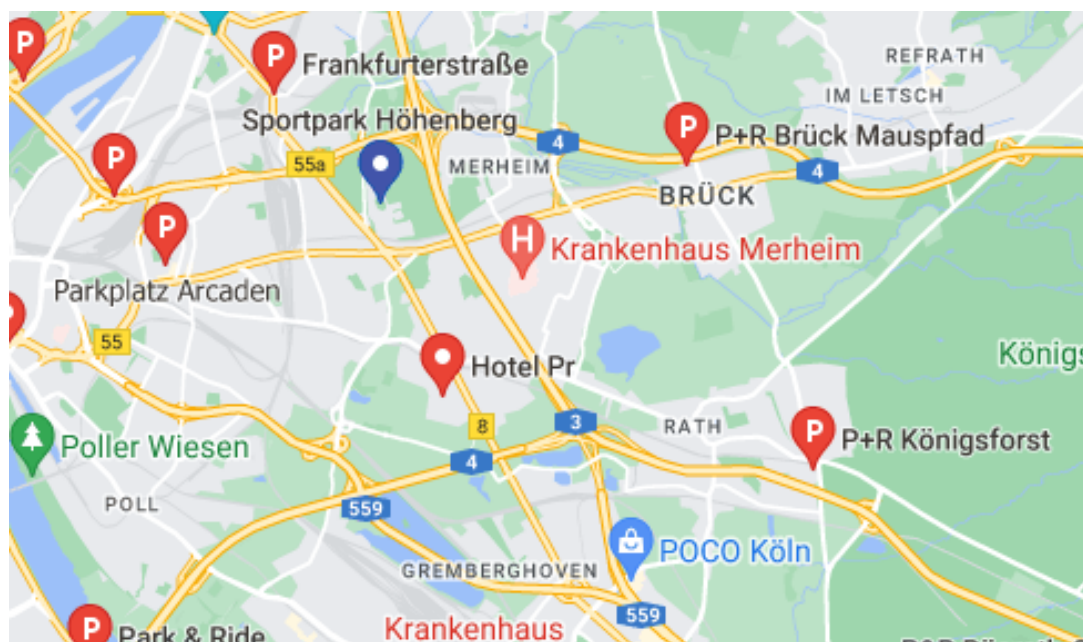 P
Frankfurterstraße
REFRATH
IM LETSCH
P
Sportpark Höhenberg
4
P
P+R Brück Mauspfad
P
55a
MERHEIM
4
BRÜCK
P
H
Krankenhaus Merheim
Parkplatz Arcaden
55
Hotel Pr
Königs
8
3
RATH
P
P+R Königsforst
Poller Wiesen
4
POLL
559
POCO Köln
GREMBERGHOVEN
559
P
Park & Ride
Krankenhaus